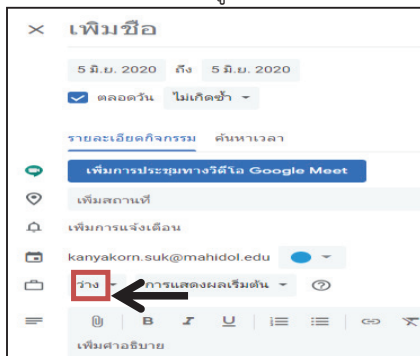 เพิ่มชื่อ
5 มิ.ย. 2020 ถึง 5 มิ.ย. 2020
ตลอดวัน ไม่เกิดซ้ำ
รายละเอียดกิจกรรม ค้นหาเวลา
เพิ่มการประชุมทางวิดีโอ Google Meet
เพิ่มสถานที่
เพิ่มการแจ้งเตือน
kanyakorn.suk@mahidol.edu
ว่าง การแสดงผลเริ่มต้น
B I U
เพิ่มคำอธิบาย